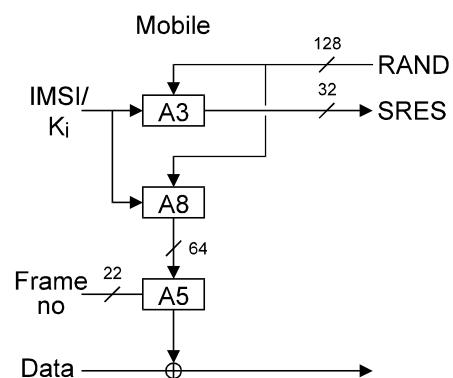 Mobile
128
RAND
IMSI/
Ki
A3
32
SRES
A8
64
Frame
no
22
A5
Data